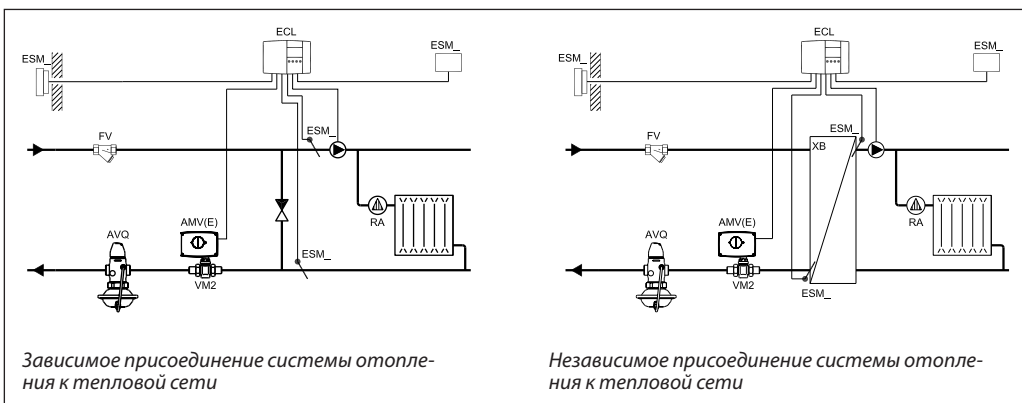 ECL
ESM_
ESM_
FV
ESM_
AMV(E)
RA
AVQ
ESM_
VM2
Зависимое присоединение системы отопле-
ния к тепловой сети
ECL
ESM_
ESM_
FV
ESM_
XB
AMV(E)
RA
AVQ
VM2
ESM_
Независимое присоединение системы отопле-
ния к тепловой сети